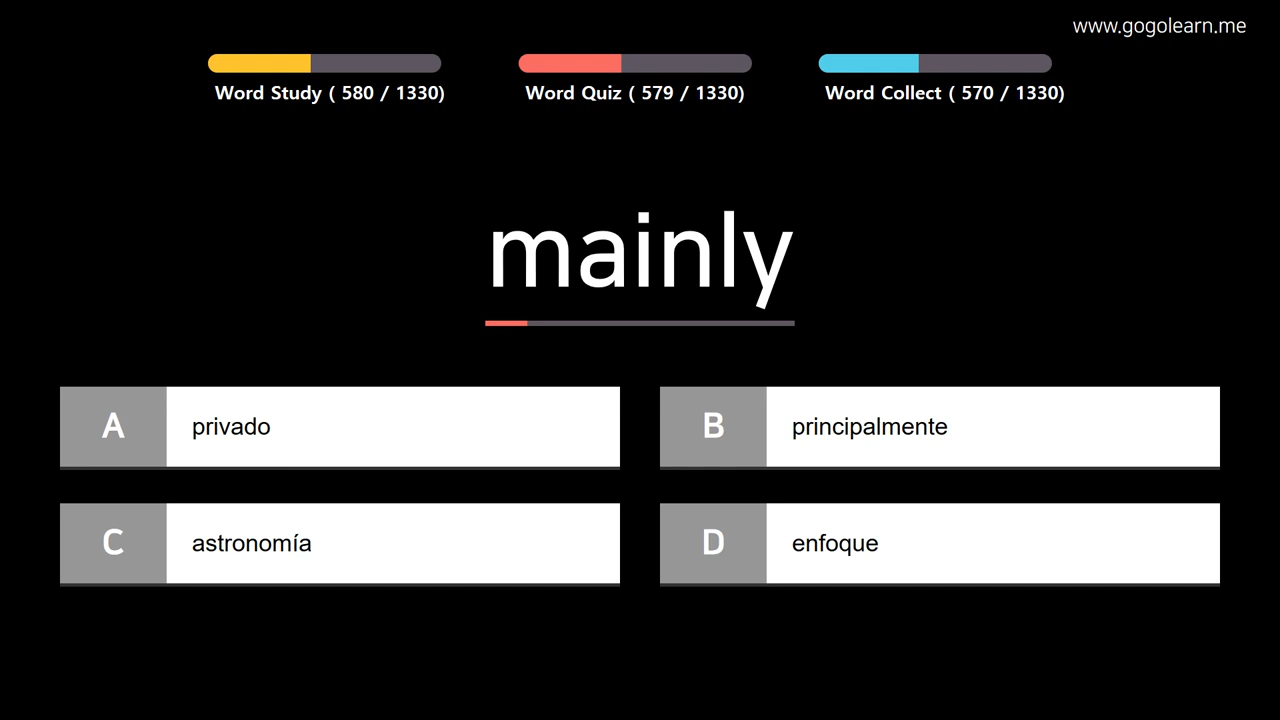 www.gogolearn.me
Word Study ( 580 / 1330)
Word Quiz ( 579 / 1330)
Word Collect ( 570 / 1330)
mainly
A privado
B principalmente
C astronomía
D enfoque